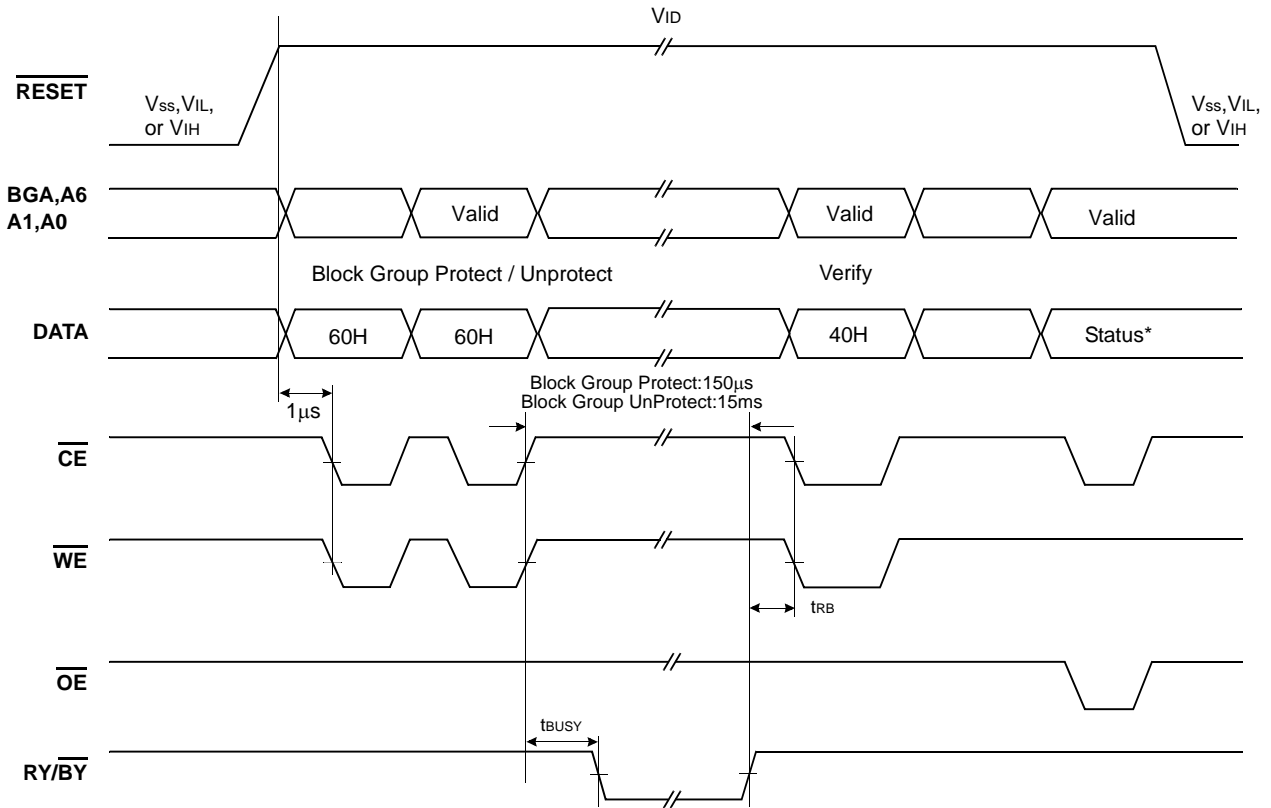 VID
RESET
Vss,VIL,
or VIH
Vss,VIL,
or VIH
BGA,A6
A1,A0
Valid
Valid
Valid
Block Group Protect / Unprotect
Verify
DATA
60H
60H
40H
Status*
Block Group Protect:150μs
Block Group UnProtect:15ms
1μs
CE
WE
tRB
OE
tBUSY
RY/BY